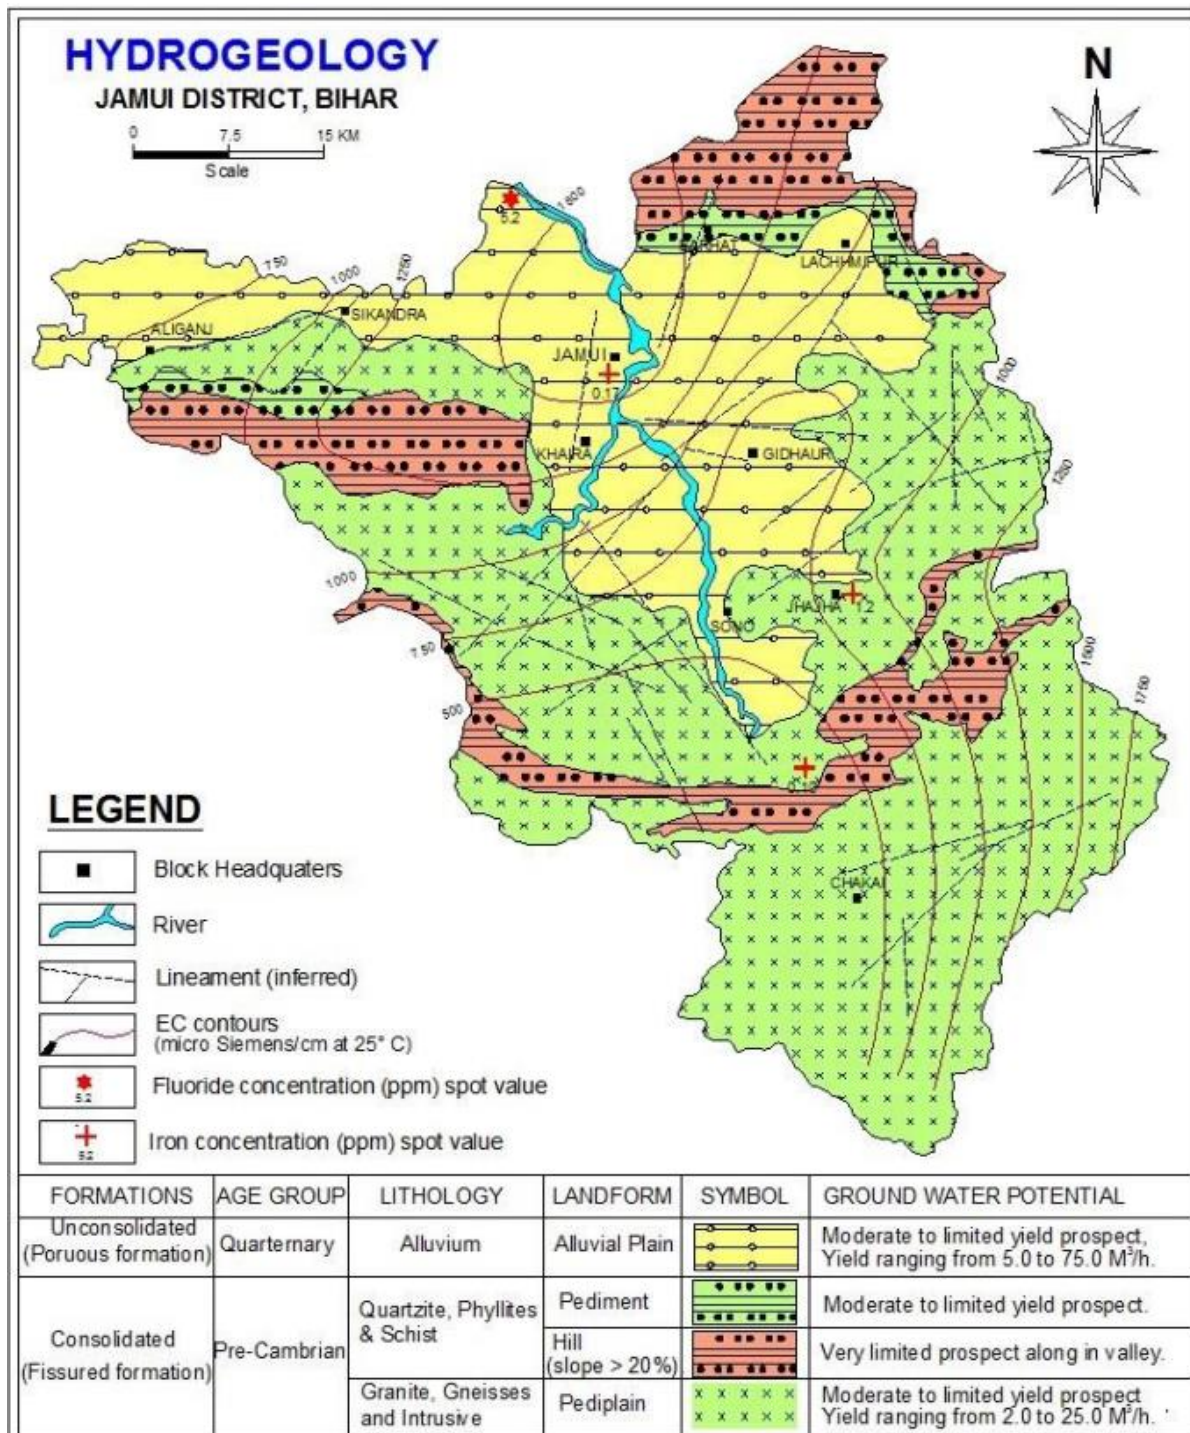 HYDROGEOLOGY
JAMUI DISTRICT, BIHAR
0 7.5 15 KM
Scale
N
5.2
1800
LACHHMIPUR
750
1000
1250
SIKANDRA
ALIGANJ
JAMUI
0.17
1000
KHAIRA
GIDHAUR
1250
1000
JHAJHA
1.2
SONO
750
500
1500
1750
CHAKAI
LEGEND
Block Headquaters
River
Lineament (inferred)
EC contours
(micro Siemens/cm at 25° C)
5.2
Fluoride concentration (ppm) spot value
5.2
Iron concentration (ppm) spot value
FORMATIONS AGE GROUP LITHOLOGY LANDFORM SYMBOL GROUND WATER POTENTIAL
Unconsolidated
(Poruous formation) Quarternary Alluvium Alluvial Plain Moderate to limited yield prospect,
Yield ranging from 5.0 to 75.0 M³/h.
Consolidated
(Fissured formation) Pre-Cambrian Quartzite, Phyllites
& Schist Pediment Moderate to limited yield prospect.
Hill
(slope > 20%) Very limited prospect along in valley.
Granite, Gneisses
and Intrusive Pediplain Moderate to limited yield prospect
Yield ranging from 2.0 to 25.0 M³/h.